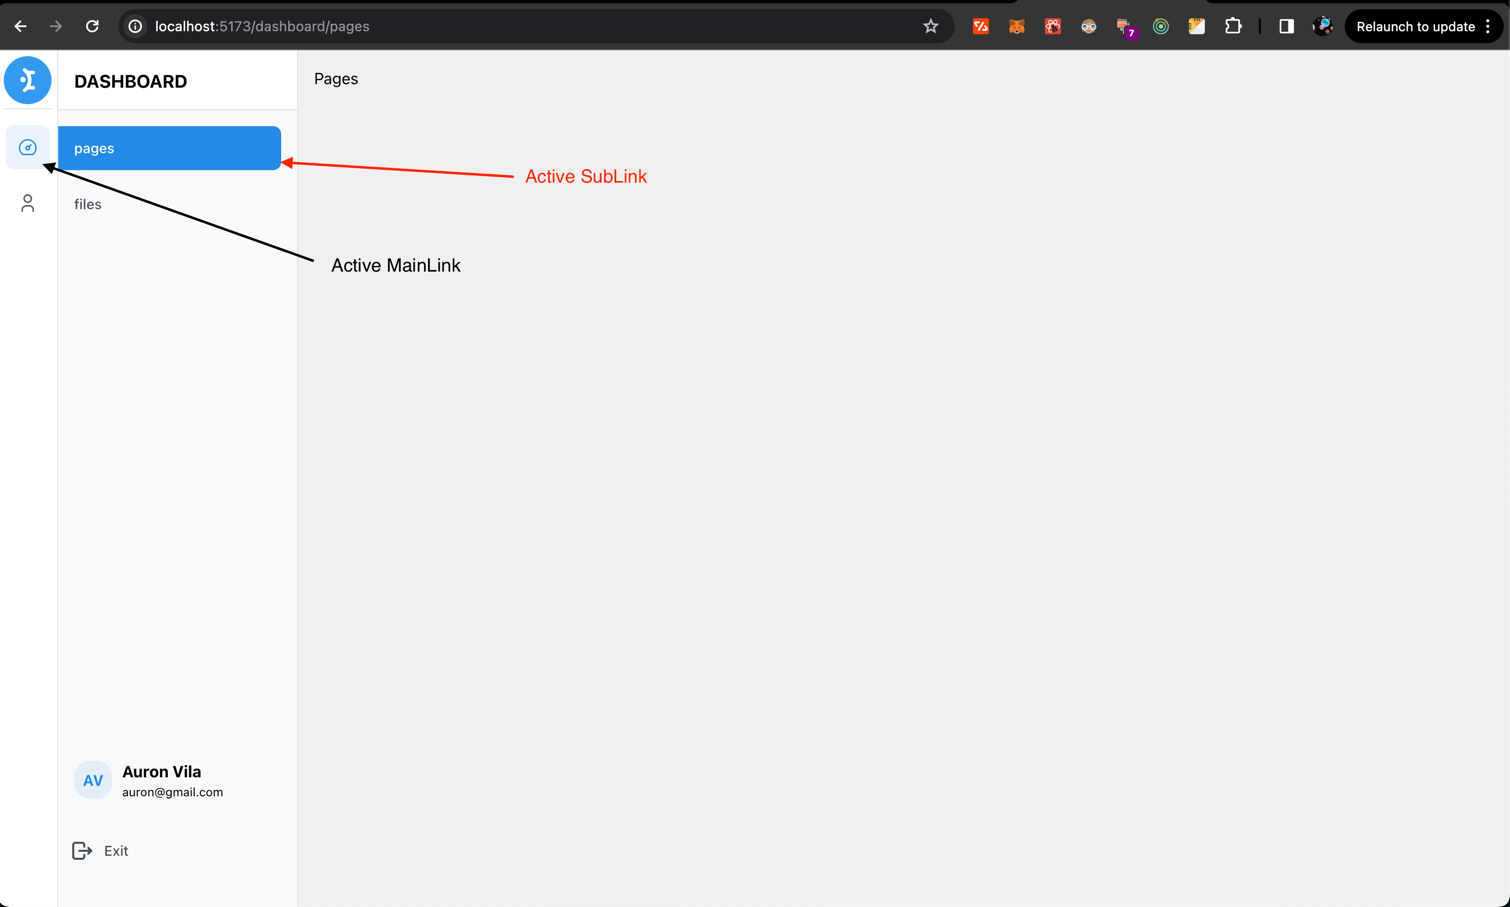 localhost:5173/dashboard/pages
7
Relaunch to update
DASHBOARD
Pages
pages
Active SubLink
files
Active MainLink
AV
Auron Vila
auron@gmail.com
Exit